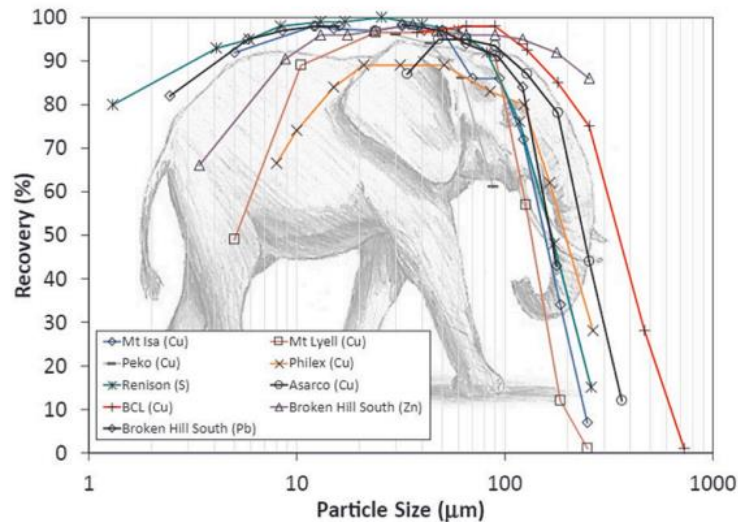 Recovery (%)
100
90
80
70
60
50
40
30
20
10
0
Mt Isa (Cu)
Mt Lyell (Cu)
Peko (Cu)
Philex (Cu)
Renison (S)
Asarco (Cu)
BCL (Cu)
Broken Hill South (Zn)
Broken Hill South (Pb)
1
10
100
1000
Particle Size (μm)